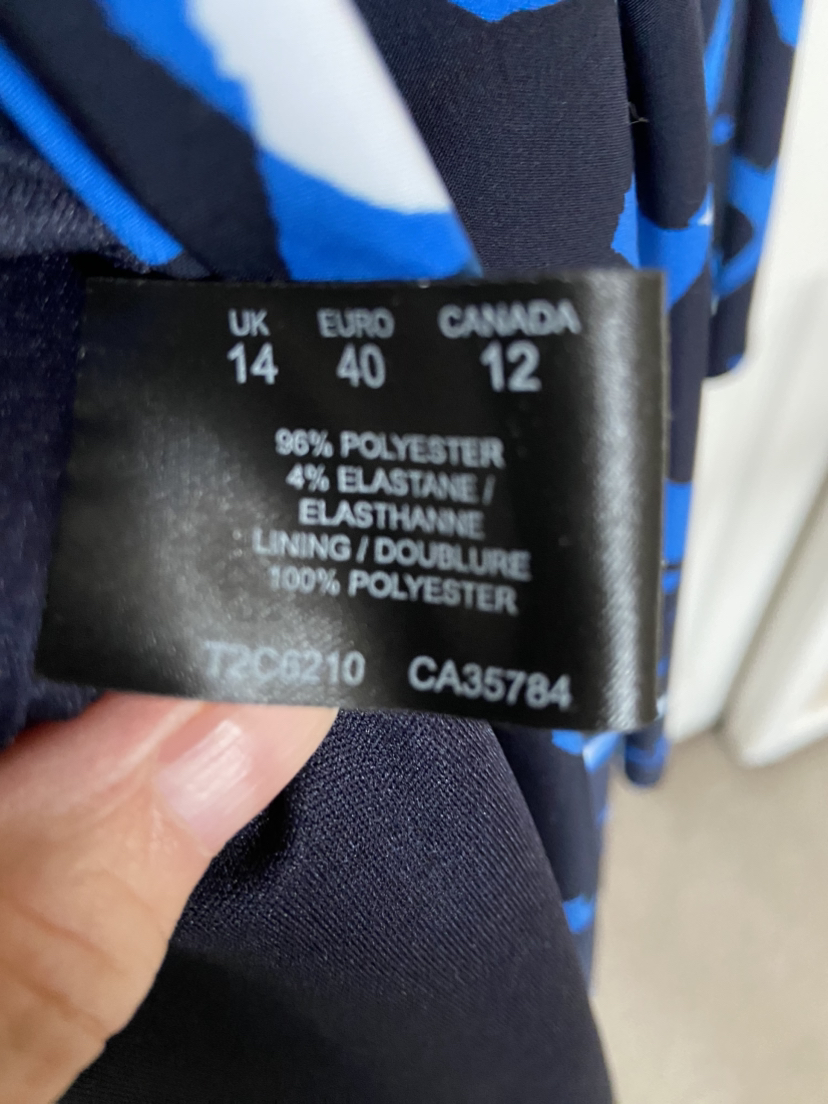 UK EURO CANADA
14 40 12
96% POLYESTER
4% ELASTANE /
ELASTHANNE
LINING / DOUBLURE
100% POLYESTER
T2C6210 CA35784